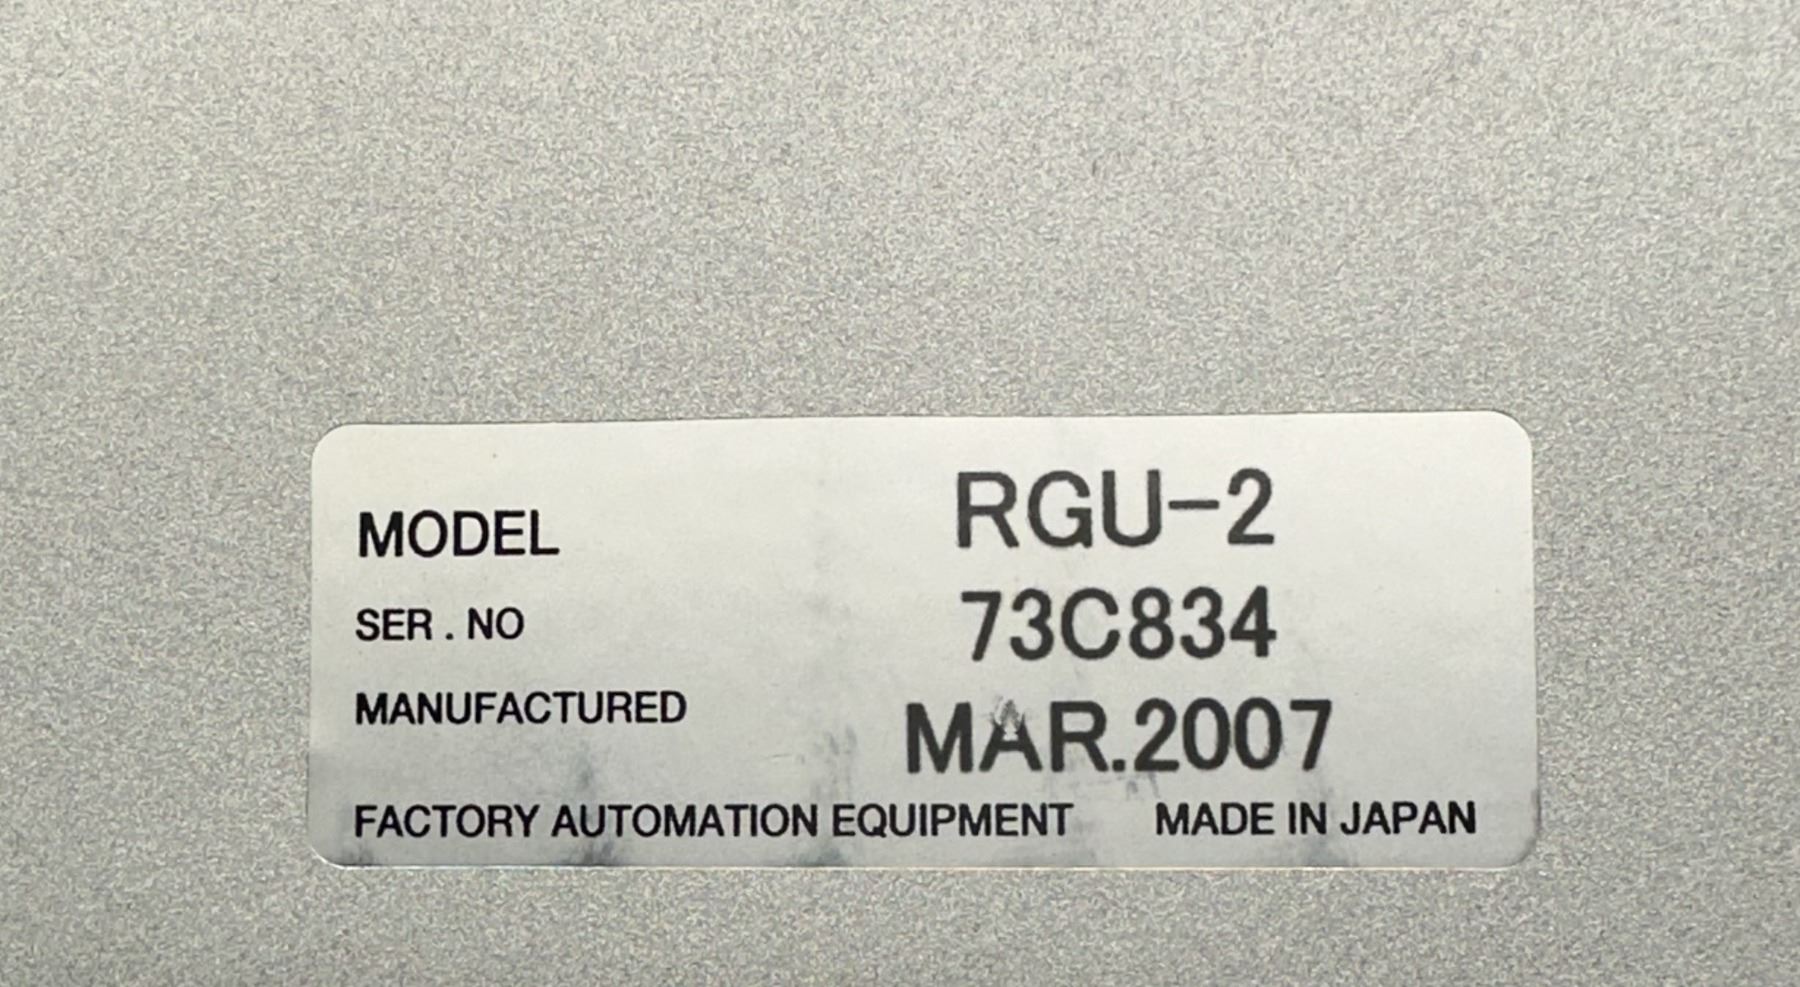 MODEL RGU-2
SER. NO 73C834
MANUFACTURED MAR.2007
FACTORY AUTOMATION EQUIPMENT MADE IN JAPAN